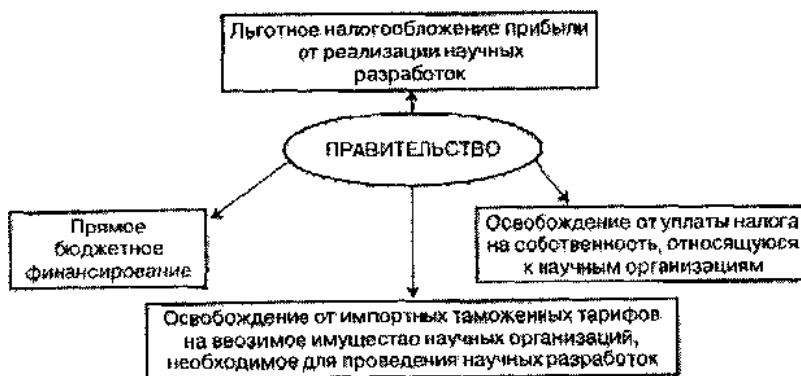 Льготное налогообложение прибыли
от реализации научных
разработок
ПРАВИТЕЛЬСТВО
Прямое
бюджетное
финансирование
Освобождение от уплаты налога
на собственность, относящуюся
к научным организациям
Освобождение от импортных таможенных тарифов
на ввозимое имущество научных организаций,
необходимое для проведения научных разработок